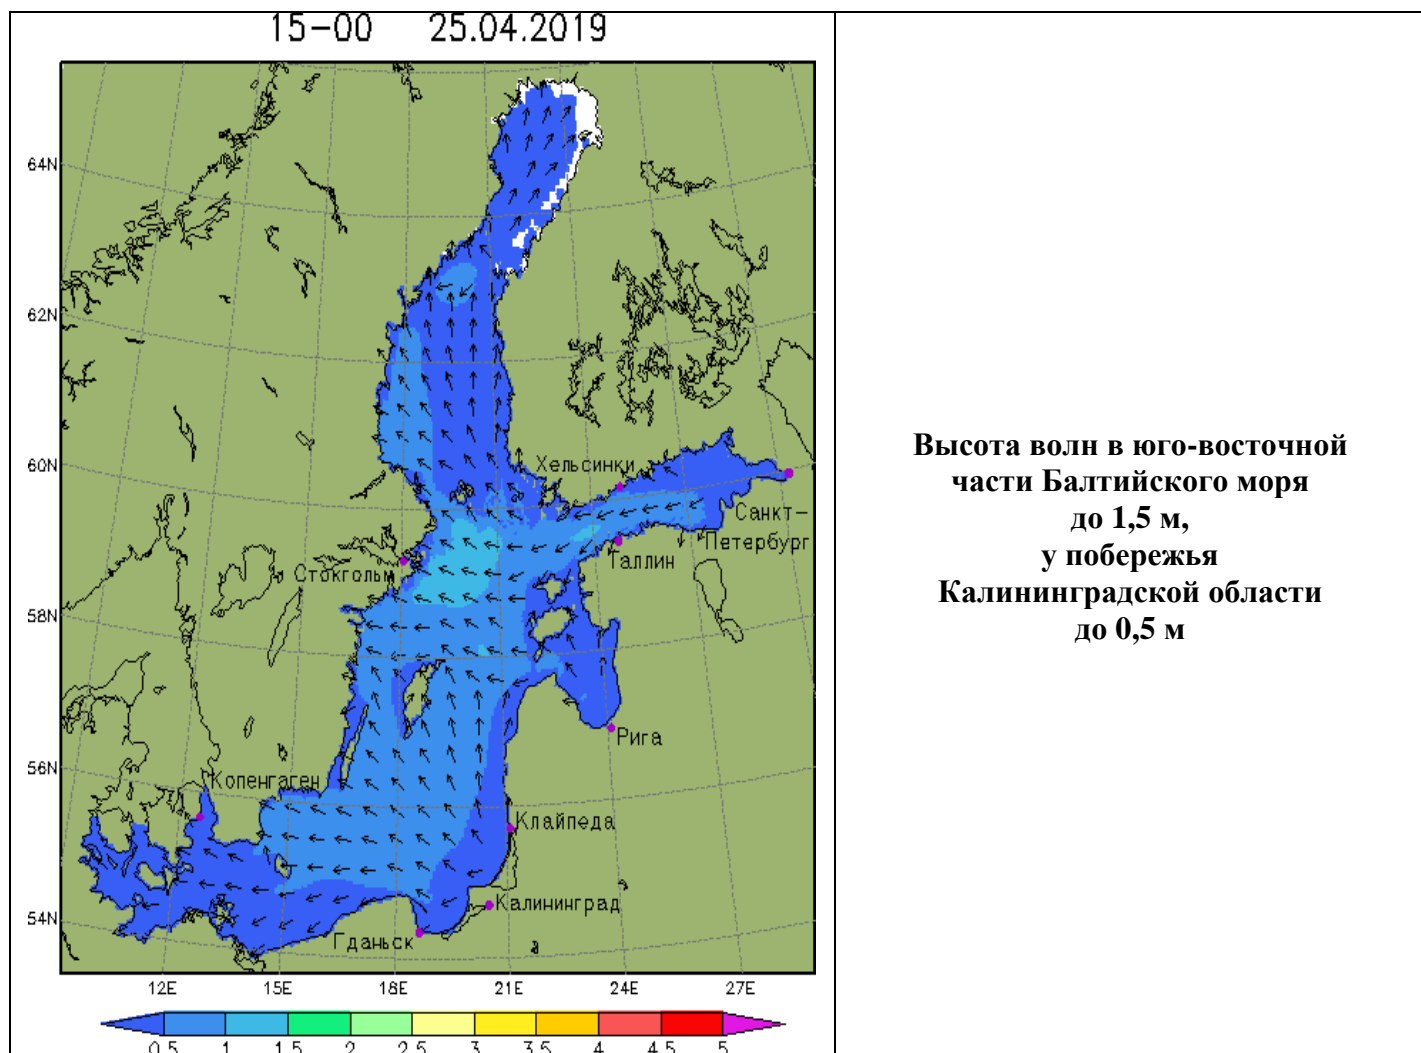 15-00 25.04.2019
64N
62N
60N
58N
56N
54N
Хельсинки
Санкт-
Петербург
Таллин
Стокгольм
Рига
Копенгаген
Клайпеда
Калининград
Гданьск
12E 15E 18E 21E 24E 27E
0.5 1 1.5 2 2.5 3 3.5 4 4.5 5
Высота волн в юго-восточной
части Балтийского моря
до 1,5 м,
у побережья
Калининградской области
до 0,5 м